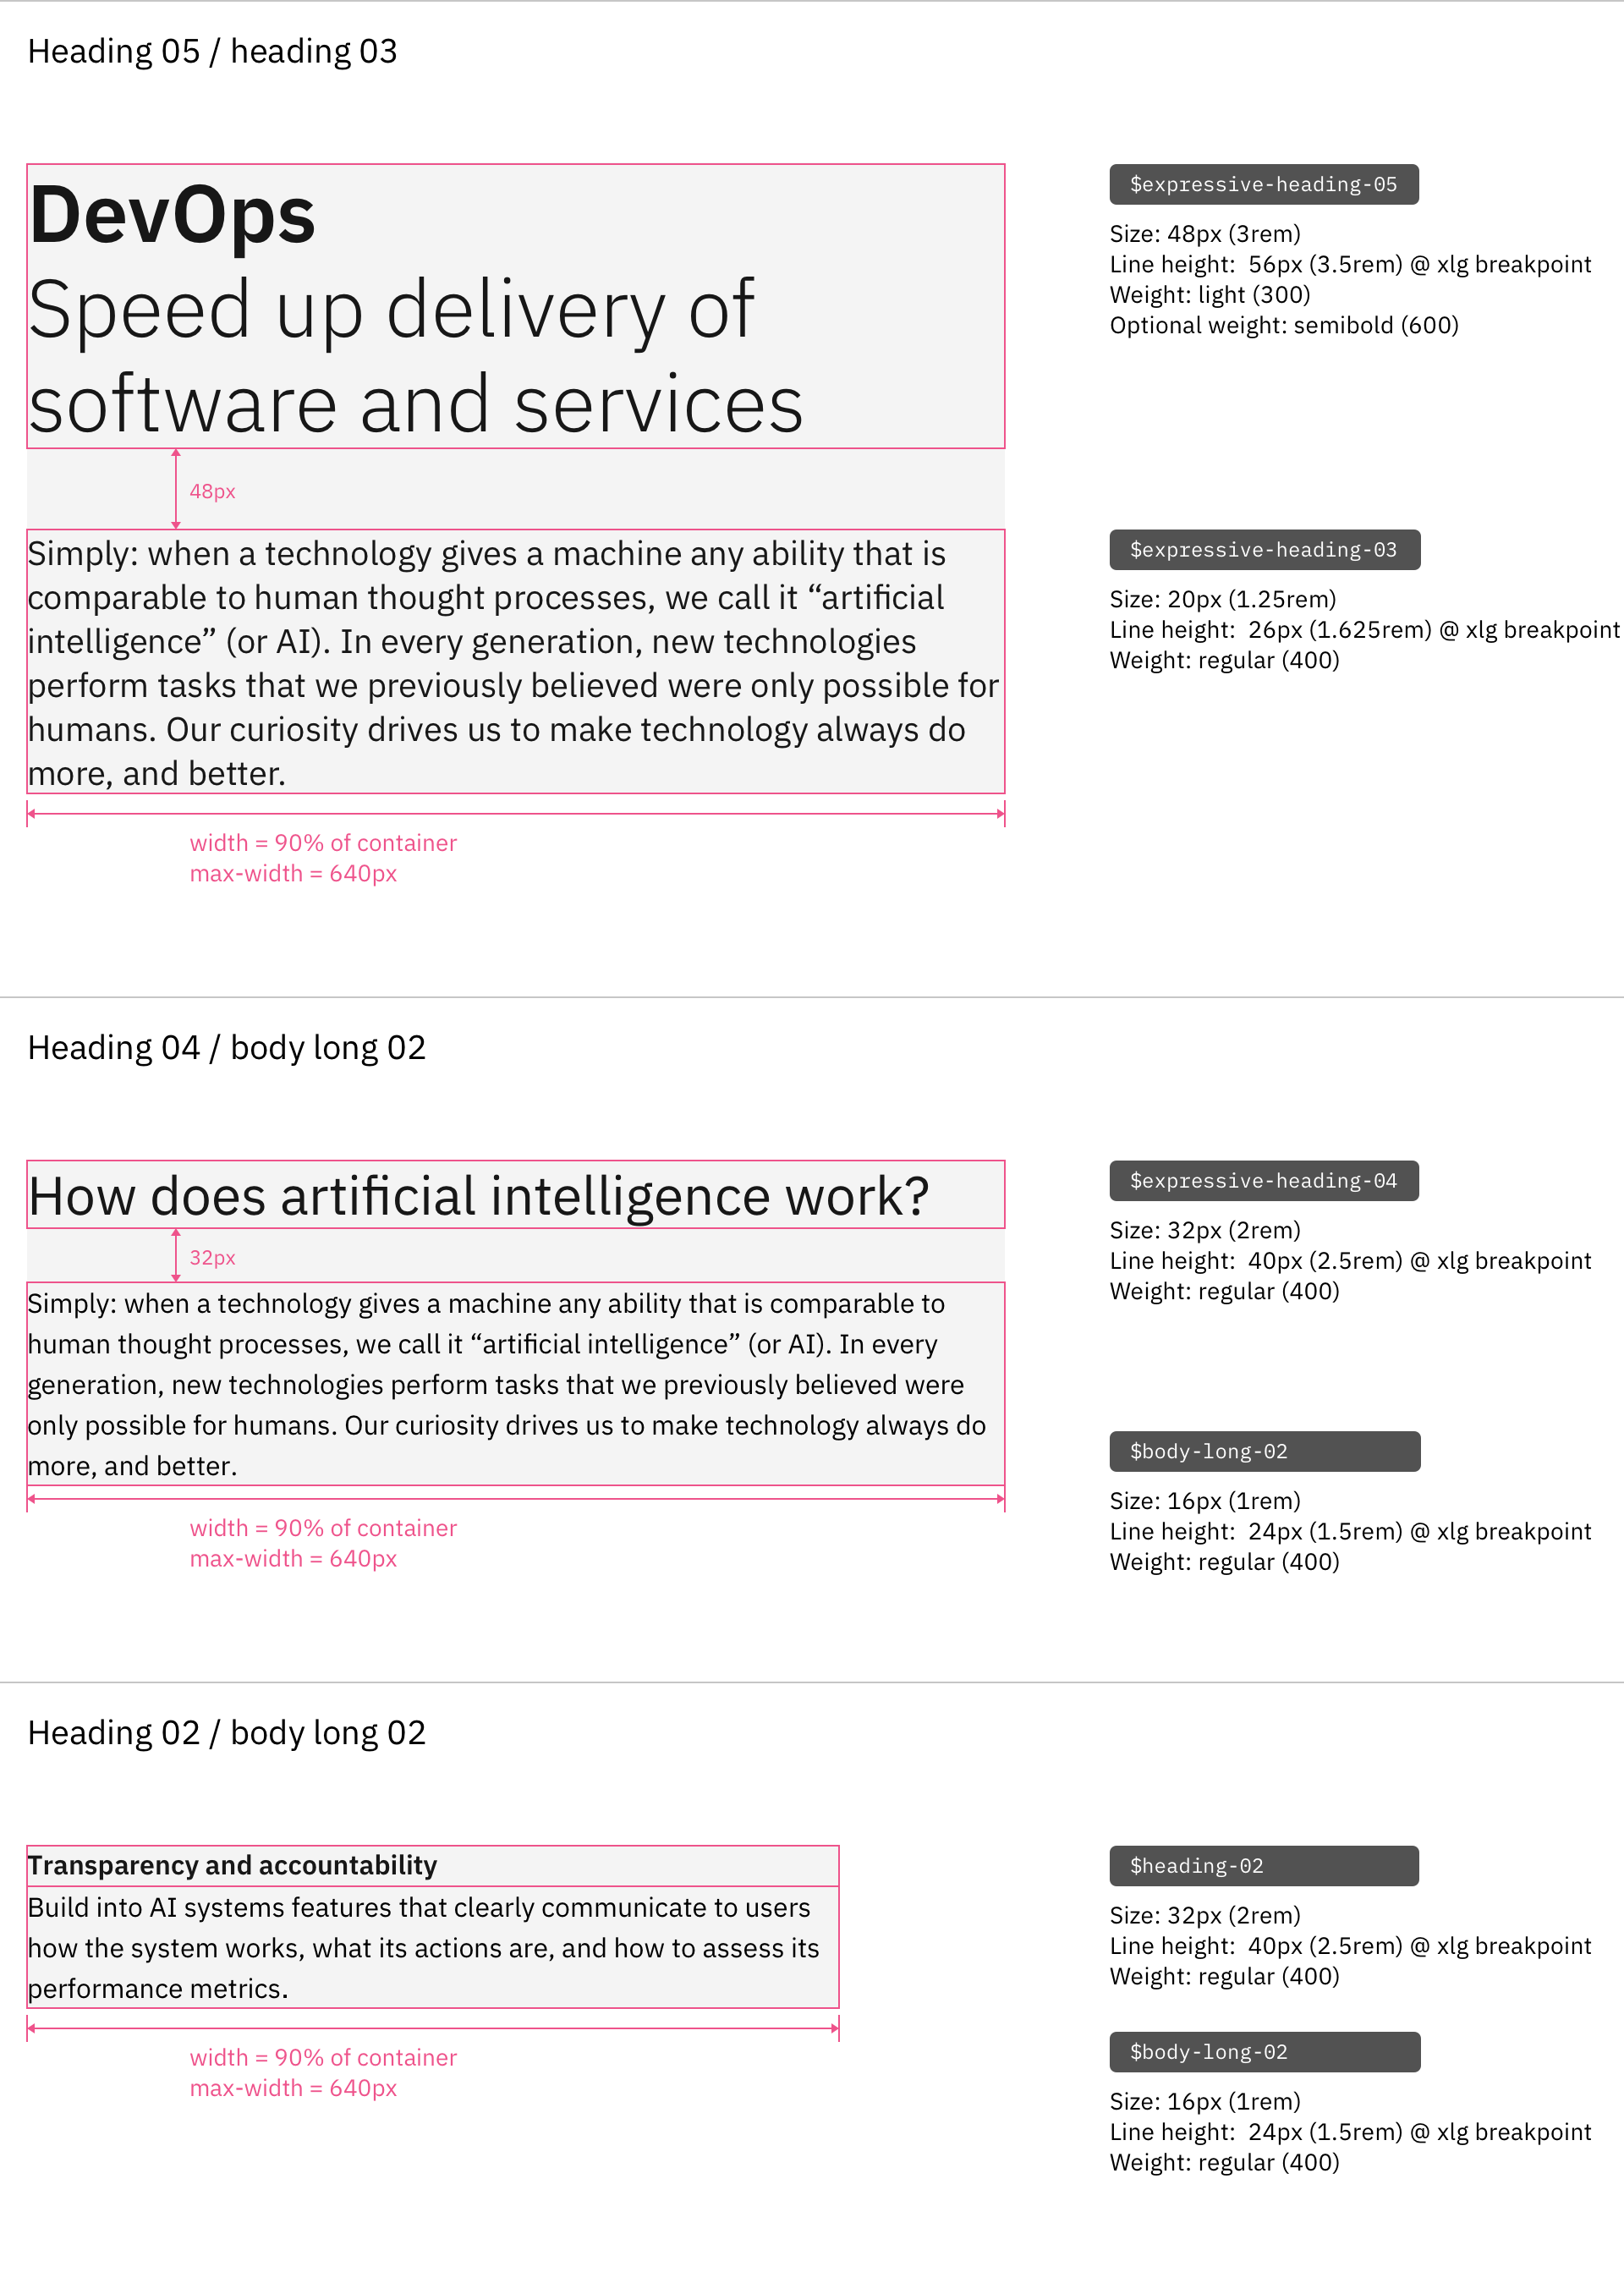 Heading 05 / heading 03
DevOps
Speed up delivery of
software and services
48px
Simply: when a technology gives a machine any ability that is
comparable to human thought processes, we call it “artificial
intelligence” (or AI). In every generation, new technologies
perform tasks that we previously believed were only possible for
humans. Our curiosity drives us to make technology always do
more, and better.
width = 90% of container
max-width = 640px
$expressive-heading-05
Size: 48px (3rem)
Line height:  56px (3.5rem) @ xlg breakpoint
Weight: light (300)
Optional weight: semibold (600)
$expressive-heading-03
Size: 20px (1.25rem)
Line height:  26px (1.625rem) @ xlg breakpoint
Weight: regular (400)
Heading 04 / body long 02
How does artificial intelligence work?
32px
Simply: when a technology gives a machine any ability that is comparable to
human thought processes, we call it “artificial intelligence” (or AI). In every
generation, new technologies perform tasks that we previously believed were
only possible for humans. Our curiosity drives us to make technology always do
more, and better.
width = 90% of container
max-width = 640px
$expressive-heading-04
Size: 32px (2rem)
Line height:  40px (2.5rem) @ xlg breakpoint
Weight: regular (400)
$body-long-02
Size: 16px (1rem)
Line height:  24px (1.5rem) @ xlg breakpoint
Weight: regular (400)
Heading 02 / body long 02
Transparency and accountability
Build into AI systems features that clearly communicate to users
how the system works, what its actions are, and how to assess its
performance metrics.
width = 90% of container
max-width = 640px
$heading-02
Size: 32px (2rem)
Line height:  40px (2.5rem) @ xlg breakpoint
Weight: regular (400)
$body-long-02
Size: 16px (1rem)
Line height:  24px (1.5rem) @ xlg breakpoint
Weight: regular (400)